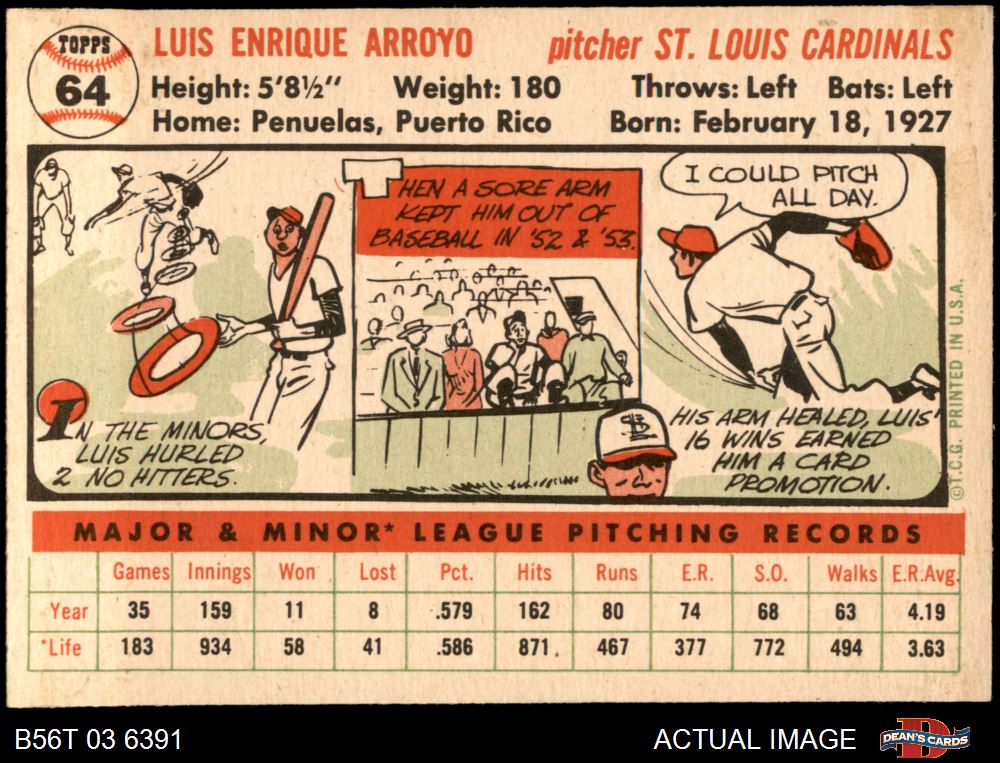 TOPPS
64
LUIS ENRIQUE ARROYO pitcher ST. LOUIS CARDINALS
Height: 5'8½" Weight: 180 Throws: Left Bats: Left
Home: Penuelas, Puerto Rico Born: February 18, 1927
IN THE MINORS,
LUIS HURLED
2 NO HITTERS.
THEN A SORE ARM
KEPT HIM OUT OF
BASEBALL IN '52 & '53.
I COULD PITCH
ALL DAY.
HIS ARM HEALED, LUIS'
16 WINS EARNED
HIM A CARD
PROMOTION.
©T.C.G. PRINTED IN U.S.A.
MAJOR & MINOR* LEAGUE PITCHING RECORDS
Games Innings Won Lost Pct. Hits Runs E.R. S.O. Walks E.R.Avg.
Year 35 159 11 8 .579 162 80 74 68 63 4.19
*Life 183 934 58 41 .586 871. 467 377 772 494 3.63
B56T 03 6391 ACTUAL IMAGE DEAN'S CARDS